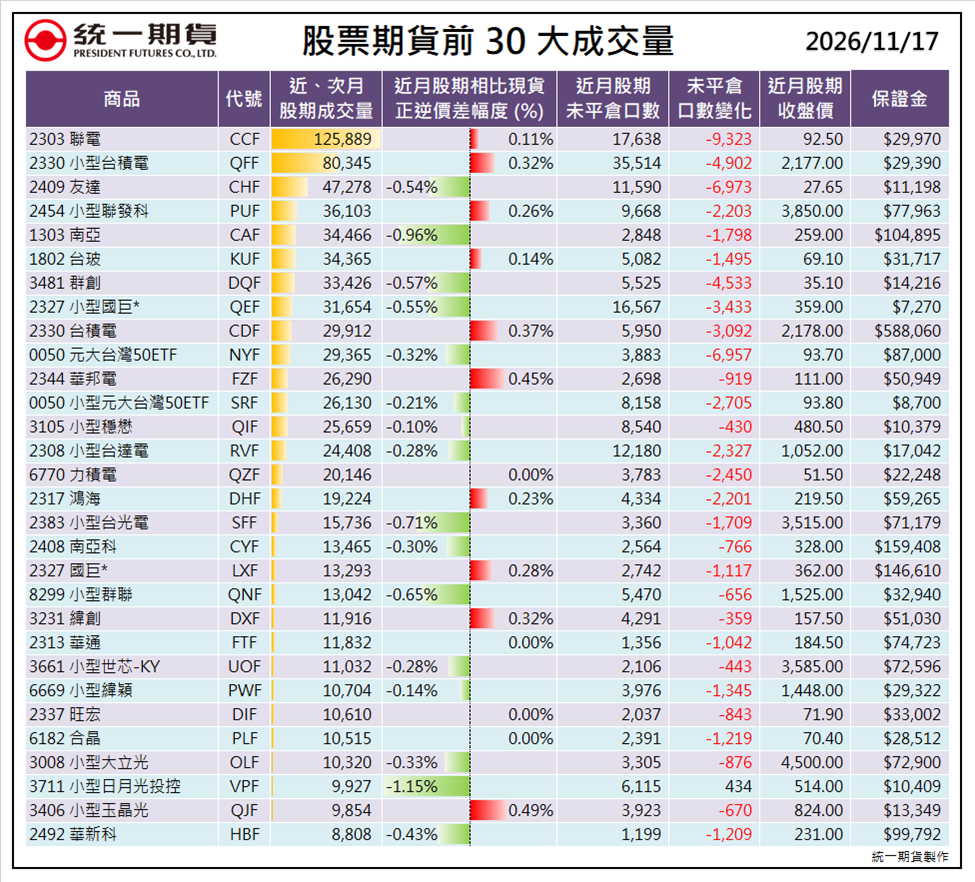 統一期貨
PRESIDENT FUTURES CO., LTD.
股票期貨前 30 大成交量
2026/11/17
商品 代號 近、次月股期成交量 近月股期相比現貨正逆價差幅度 (%) 近月股期未平倉口數 未平倉口數變化 近月股期收盤價 保證金
2303 聯電 CCF 125,889 0.11% 17,638 -9,323 92.50 $29,970
2330 小型台積電 QFF 80,345 0.32% 35,514 -4,902 2,177.00 $29,390
2409 友達 CHF 47,278 -0.54% 11,590 -6,973 27.65 $11,198
2454 小型聯發科 PUF 36,103 0.26% 9,668 -2,203 3,850.00 $77,963
1303 南亞 CAF 34,466 -0.96% 2,848 -1,798 259.00 $104,895
1802 台玻 KUF 34,365 0.14% 5,082 -1,495 69.10 $31,717
3481 群創 DQF 33,426 -0.57% 5,525 -4,533 35.10 $14,216
2327 小型國巨* QEF 31,654 -0.55% 16,567 -3,433 359.00 $7,270
2330 台積電 CDF 29,912 0.37% 5,950 -3,092 2,178.00 $588,060
0050 元大台灣50ETF NYF 29,365 -0.32% 3,883 -6,957 93.70 $87,000
2344 華邦電 FZF 26,290 0.45% 2,698 -919 111.00 $50,949
0050 小型元大台灣50ETF SRF 26,130 -0.21% 8,158 -2,705 93.80 $8,700
3105 小型穩懋 QIF 25,659 -0.10% 8,540 -430 480.50 $10,379
2308 小型台達電 RVF 24,408 -0.28% 12,180 -2,327 1,052.00 $17,042
6770 力積電 QZF 20,146 0.00% 3,783 -2,450 51.50 $22,248
2317 鴻海 DHF 19,224 0.23% 4,334 -2,201 219.50 $59,265
2383 小型台光電 SFF 15,736 -0.71% 3,360 -1,709 3,515.00 $71,179
2408 南亞科 CYF 13,465 -0.30% 2,564 -766 328.00 $159,408
2327 國巨* LXF 13,293 0.28% 2,742 -1,117 362.00 $146,610
8299 小型群聯 QNF 13,042 -0.65% 5,470 -656 1,525.00 $32,940
3231 緯創 DXF 11,916 0.32% 4,291 -359 157.50 $51,030
2313 華通 FTF 11,832 0.00% 1,356 -1,042 184.50 $74,723
3661 小型世芯-KY UOF 11,032 -0.28% 2,106 -443 3,585.00 $72,596
6669 小型緯穎 PWF 10,704 -0.14% 3,976 -1,345 1,448.00 $29,322
2337 旺宏 DIF 10,610 0.00% 2,037 -843 71.90 $33,002
6182 合晶 PLF 10,515 0.00% 2,391 -1,219 70.40 $28,512
3008 小型大立光 OLF 10,320 -0.33% 3,305 -876 4,500.00 $72,900
3711 小型日月光投控 VPF 9,927 -1.15% 6,115 434 514.00 $10,409
3406 小型玉晶光 QJF 9,854 0.49% 3,923 -670 824.00 $13,349
2492 華新科 HBF 8,808 -0.43% 1,199 -1,209 231.00 $99,792
統一期貨製作